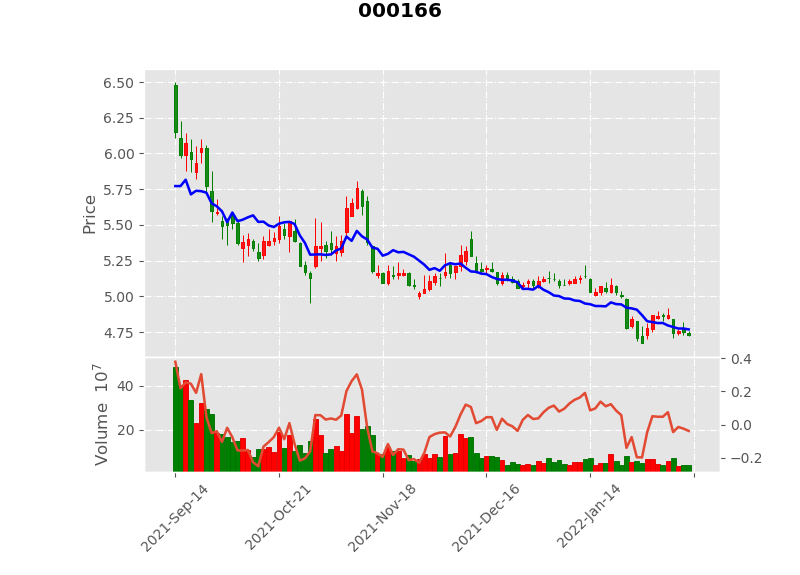 000166
Price
6.50
6.25
6.00
5.75
5.50
5.25
5.00
4.75
Volume 10^7
40
20
0.4
0.2
0.0
−0.2
2021-Sep-14
2021-Oct-21
2021-Nov-18
2021-Dec-16
2022-Jan-14